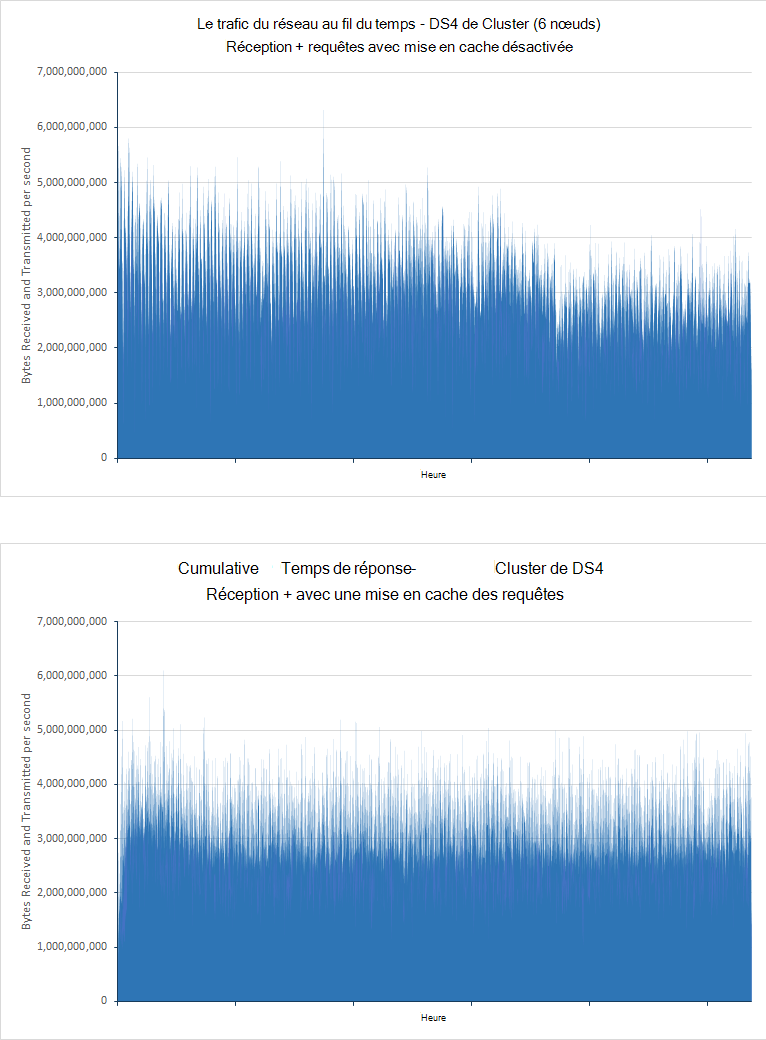 Le trafic du réseau au fil du temps - DS4 de Cluster (6 nœuds)
Réception + requêtes avec mise en cache désactivée
7,000,000,000
6,000,000,000
5,000,000,000
4,000,000,000
3,000,000,000
2,000,000,000
1,000,000,000
0
Bytes Received and Transmitted per second
Heure
Cumulative Temps de réponse- Cluster de DS4
Réception + avec une mise en cache des requêtes
7,000,000,000
6,000,000,000
5,000,000,000
4,000,000,000
3,000,000,000
2,000,000,000
1,000,000,000
0
Bytes Received and Transmitted per second
Heure